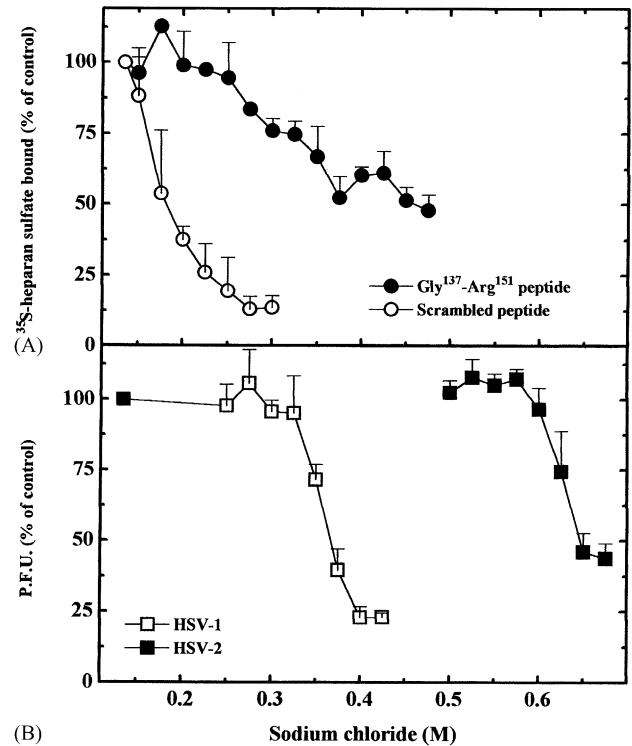 100
75
50
25
0
³⁵S-heparan sulfate bound (% of control)
Gly¹³⁷-Arg¹⁵¹ peptide
Scrambled peptide
(A)
100
75
50
25
0
P.F.U. (% of control)
HSV-1
HSV-2
0.2 0.3 0.4 0.5 0.6
(B)
Sodium chloride (M)